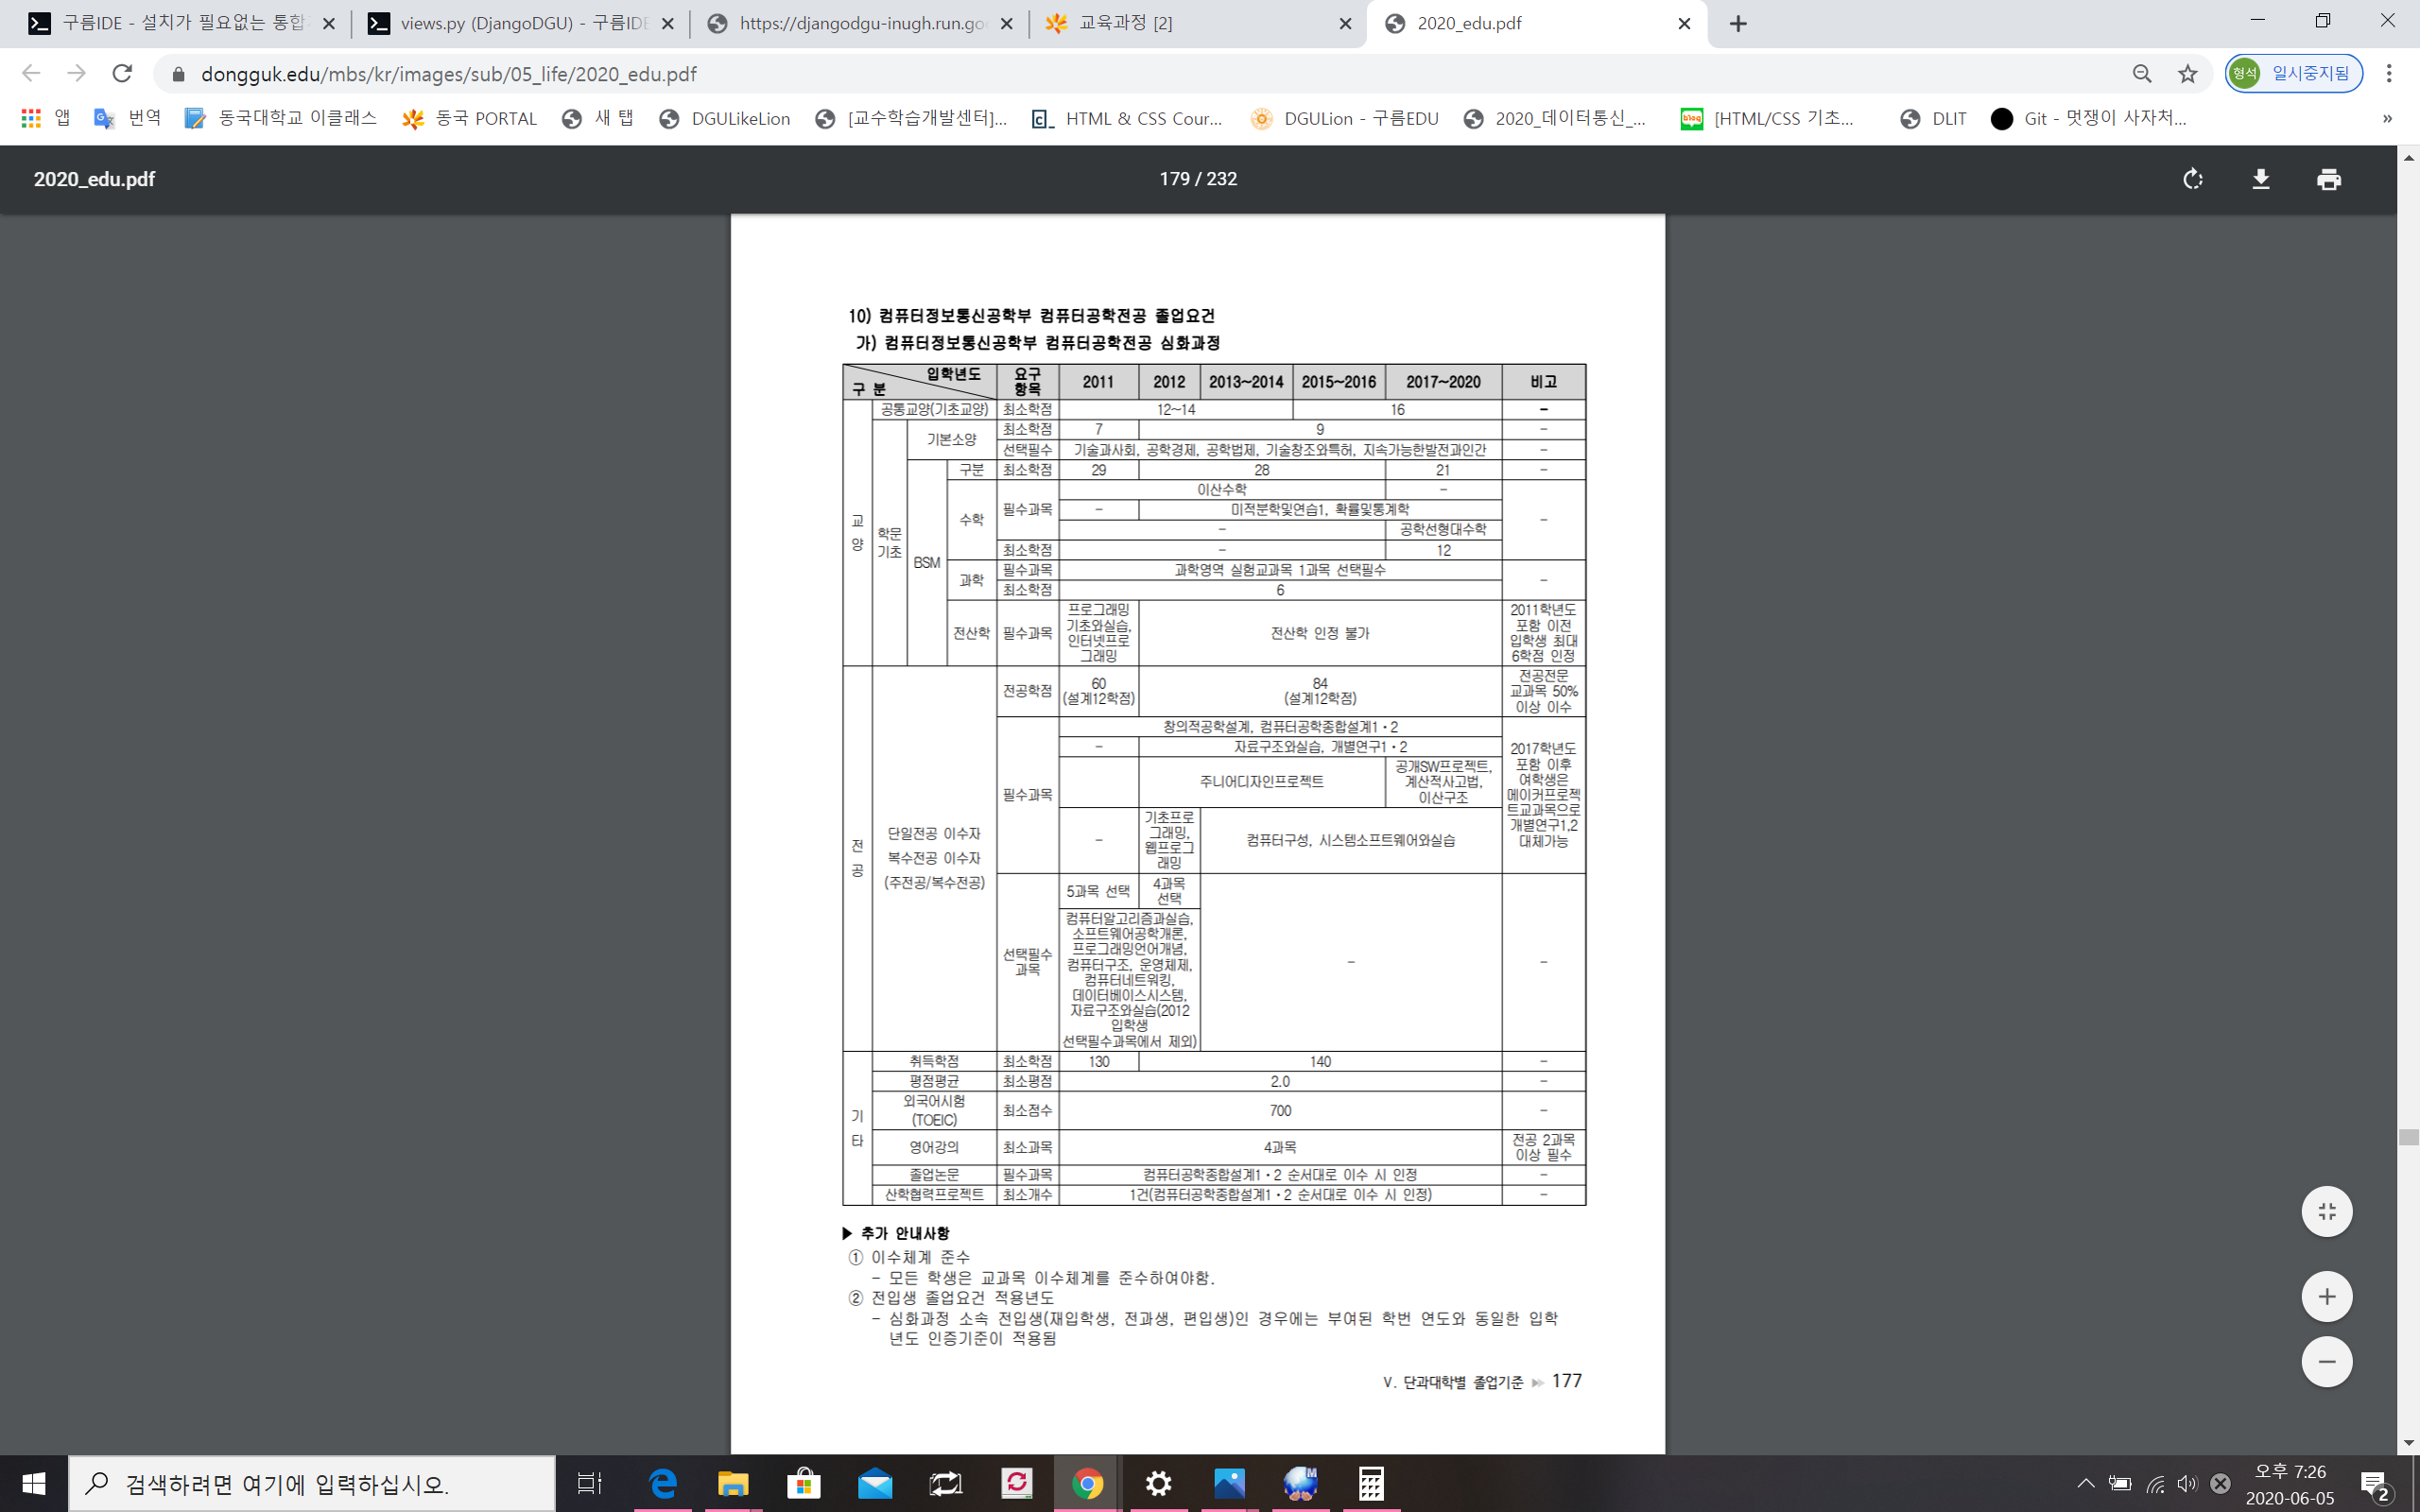 구름IDE - 설치가 필요없는 통합
views.py (DjangoDGU) - 구름IDE
https://djangodgu-inugh.run.go
교육과정 [2]
2020_edu.pdf
dongguk.edu/mbs/kr/images/sub/05_life/2020_edu.pdf
형석 일시중지됨
앱 번역 동국대학교 이클래스 동국 PORTAL 새 탭 DGULikeLion [교수학습개발센터]... HTML & CSS Cour... DGULion - 구름EDU 2020_데이터통신_... [HTML/CSS 기초... DLIT Git - 멋쟁이 사자처... »
2020_edu.pdf 179 / 232
10) 컴퓨터정보통신공학부 컴퓨터공학전공 졸업요건
가) 컴퓨터정보통신공학부 컴퓨터공학전공 심화과정
입학년도
구 분
요구
항목
2011 2012 2013~2014 2015~2016 2017~2020 비고
교
양
공통교양(기초교양) 최소학점 12~14 16 -
학문
기초
기본소양
최소학점 7 9 -
선택필수 기술과사회, 공학경제, 공학법제, 기술창조와특허, 지속가능한발전과인간 -
BSM
구분 최소학점 29 28 21 -
수학
필수과목
이산수학 -
- 미적분학및연습1, 확률및통계학
- 공학선형대수학
-
최소학점 - 12
과학
필수과목 과학영역 실험교과목 1과목 선택필수
-
최소학점 6
전산학 필수과목
프로그래밍
기초와실습,
인터넷프로
그래밍
전산학 인정 불가
2011학년도
포함 이전
입학생 최대
6학점 인정
전
공
단일전공 이수자
복수전공 이수자
(주전공/복수전공)
전공학점
60
(설계12학점)
84
(설계12학점)
전공전문
교과목 50%
이상 이수
필수과목
창의적공학설계, 컴퓨터공학종합설계1·2
- 자료구조와실습, 개별연구1·2
주니어디자인프로젝트
공개SW프로젝트,
계산적사고법,
이산구조
-
기초프로
그래밍,
웹프로그
래밍
컴퓨터구성, 시스템소프트웨어와실습
2017학년도
포함 이후
여학생은
메이커프로젝
트교과목으로
개별연구1,2
대체가능
선택필수
과목
5과목 선택
4과목
선택
컴퓨터알고리즘과실습,
소프트웨어공학개론,
프로그래밍언어개념,
컴퓨터구조, 운영체제,
컴퓨터네트워킹,
데이터베이스시스템,
자료구조와실습(2012
입학생
선택필수과목에서 제외)
- -
기
타
취득학점 최소학점 130 140 -
평점평균 최소평점 2.0 -
외국어시험
(TOEIC)
최소점수 700 -
영어강의 최소과목 4과목
전공 2과목
이상 필수
졸업논문 필수과목 컴퓨터공학종합설계1·2 순서대로 이수 시 인정 -
산학협력프로젝트 최소개수 1건(컴퓨터공학종합설계1·2 순서대로 이수 시 인정) -
▶ 추가 안내사항
① 이수체계 준수
- 모든 학생은 교과목 이수체계를 준수하여야함.
② 전입생 졸업요건 적용년도
- 심화과정 소속 전입생(재입학생, 전과생, 편입생)인 경우에는 부여된 학번 연도와 동일한 입학
년도 인증기준이 적용됨
V. 단과대학별 졸업기준 177
검색하려면 여기에 입력하십시오.
오후 7:26
2020-06-05
2